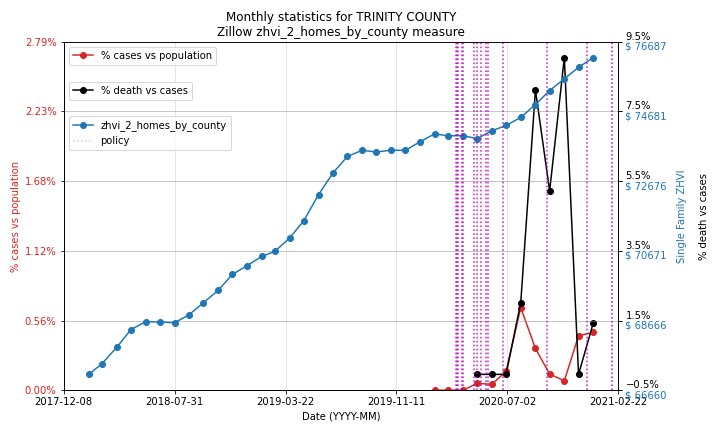 Monthly statistics for TRINITY COUNTY
Zillow zhvi_2_homes_by_county measure
% cases vs population
% death vs cases
zhvi_2_homes_by_county
policy
% cases vs population
2.79%
2.23%
1.68%
1.12%
0.56%
0.00%
9.5%
$ 76687
7.5%
$ 74681
5.5%
$ 72676
3.5%
$ 70671
1.5%
$ 68666
−0.5%
$ 66660
Single Family ZHVI
% death vs cases
2017-12-08
2018-07-31
2019-03-22
2019-11-11
2020-07-02
2021-02-22
Date (YYYY-MM)